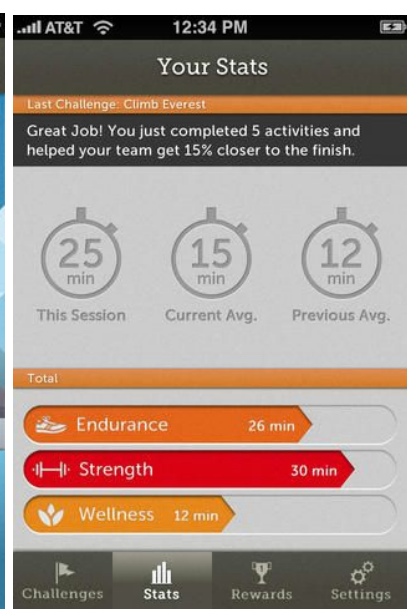 AT&T 12:34 PM
Your Stats
Last Challenge: Climb Everest
Great Job! You just completed 5 activities and
helped your team get 15% closer to the finish.
25 min
15 min
12 min
This Session Current Avg. Previous Avg.
Total
Endurance 26 min
Strength 30 min
Wellness 12 min
Challenges Stats Rewards Settings